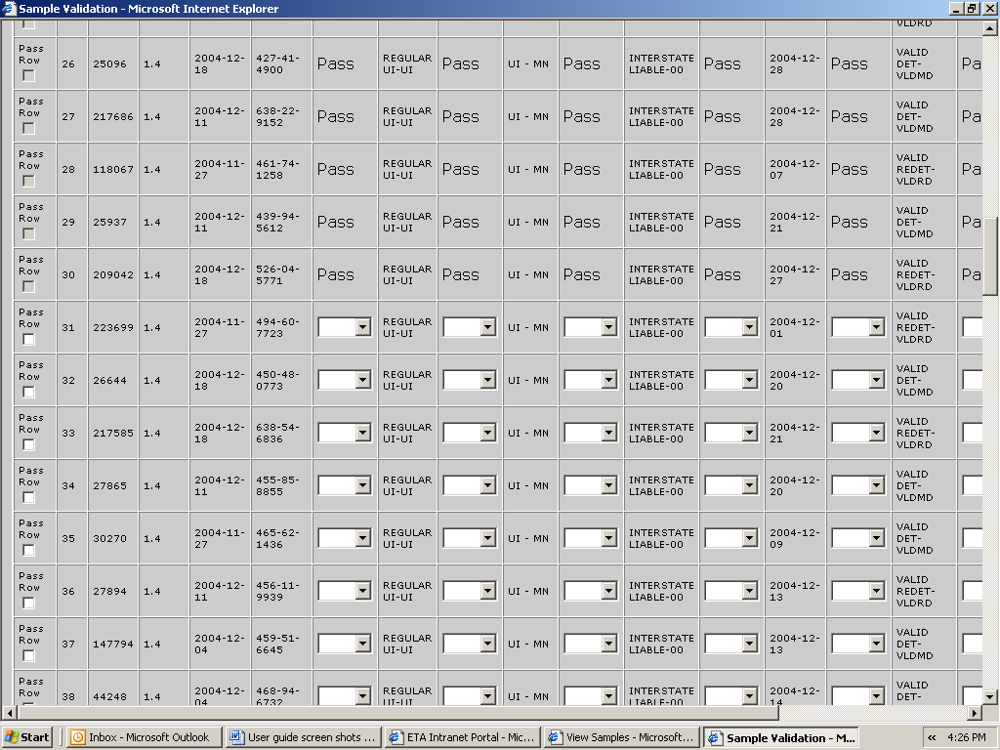 Sample Validation - Microsoft Internet Explorer
VLDRD
Pass Row 26 25096 1.4 2004-12-18 427-41-4900 Pass REGULAR UI-UI Pass UI - MN Pass INTERSTATE LIABLE-00 Pass 2004-12-28 Pass VALID DET-VLDMD Pa
Pass Row 27 217686 1.4 2004-12-11 638-22-9152 Pass REGULAR UI-UI Pass UI - MN Pass INTERSTATE LIABLE-00 Pass 2004-12-28 Pass VALID DET-VLDMD Pa
Pass Row 28 118067 1.4 2004-11-27 461-74-1258 Pass REGULAR UI-UI Pass UI - MN Pass INTERSTATE LIABLE-00 Pass 2004-12-07 Pass VALID REDET-VLDRD Pa
Pass Row 29 25937 1.4 2004-12-11 439-94-5612 Pass REGULAR UI-UI Pass UI - MN Pass INTERSTATE LIABLE-00 Pass 2004-12-21 Pass VALID DET-VLDMD Pa
Pass Row 30 209042 1.4 2004-12-18 526-04-5771 Pass REGULAR UI-UI Pass UI - MN Pass INTERSTATE LIABLE-00 Pass 2004-12-27 Pass VALID REDET-VLDRD Pa
Pass Row 31 223699 1.4 2004-11-27 494-60-7723 REGULAR UI-UI UI - MN INTERSTATE LIABLE-00 2004-12-01 VALID REDET-VLDRD
Pass Row 32 26644 1.4 2004-12-18 450-48-0773 REGULAR UI-UI UI - MN INTERSTATE LIABLE-00 2004-12-20 VALID DET-VLDMD
Pass Row 33 217585 1.4 2004-12-18 638-54-6836 REGULAR UI-UI UI - MN INTERSTATE LIABLE-00 2004-12-21 VALID REDET-VLDRD
Pass Row 34 27865 1.4 2004-12-11 455-85-8855 REGULAR UI-UI UI - MN INTERSTATE LIABLE-00 2004-12-20 VALID DET-VLDMD
Pass Row 35 30270 1.4 2004-11-27 465-62-1436 REGULAR UI-UI UI - MN INTERSTATE LIABLE-00 2004-12-09 VALID DET-VLDMD
Pass Row 36 27894 1.4 2004-12-11 456-11-9939 REGULAR UI-UI UI - MN INTERSTATE LIABLE-00 2004-12-13 VALID REDET-VLDRD
Pass Row 37 147794 1.4 2004-12-04 459-51-6645 REGULAR UI-UI UI - MN INTERSTATE LIABLE-00 2004-12-13 VALID DET-VLDMD
Pass Row 38 44248 1.4 2004-12-04 468-94-6732 REGULAR UI-UI UI - MN INTERSTATE LIABLE-00 2004-12-14 VALID DET-
Start Inbox - Microsoft Outlook User guide screen shots ... ETA Intranet Portal - Mic... View Samples - Microsoft... Sample Validation - M... « 4:26 PM